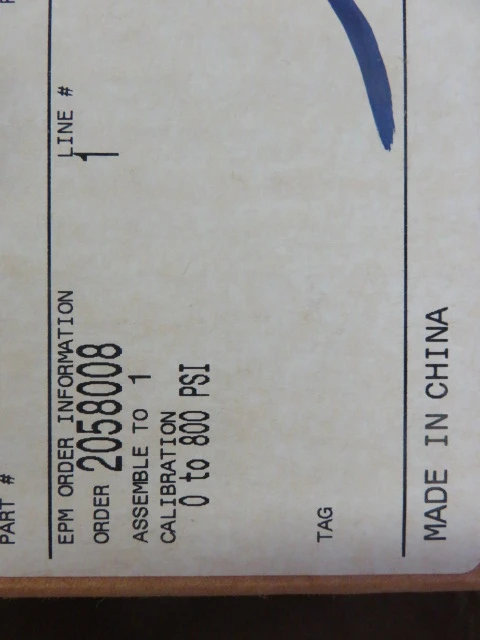 PART #
EPM ORDER INFORMATION LINE #
ORDER 2058008 1
ASSEMBLE TO 1
CALIBRATION
0 to 800 PSI
TAG
MADE IN CHINA